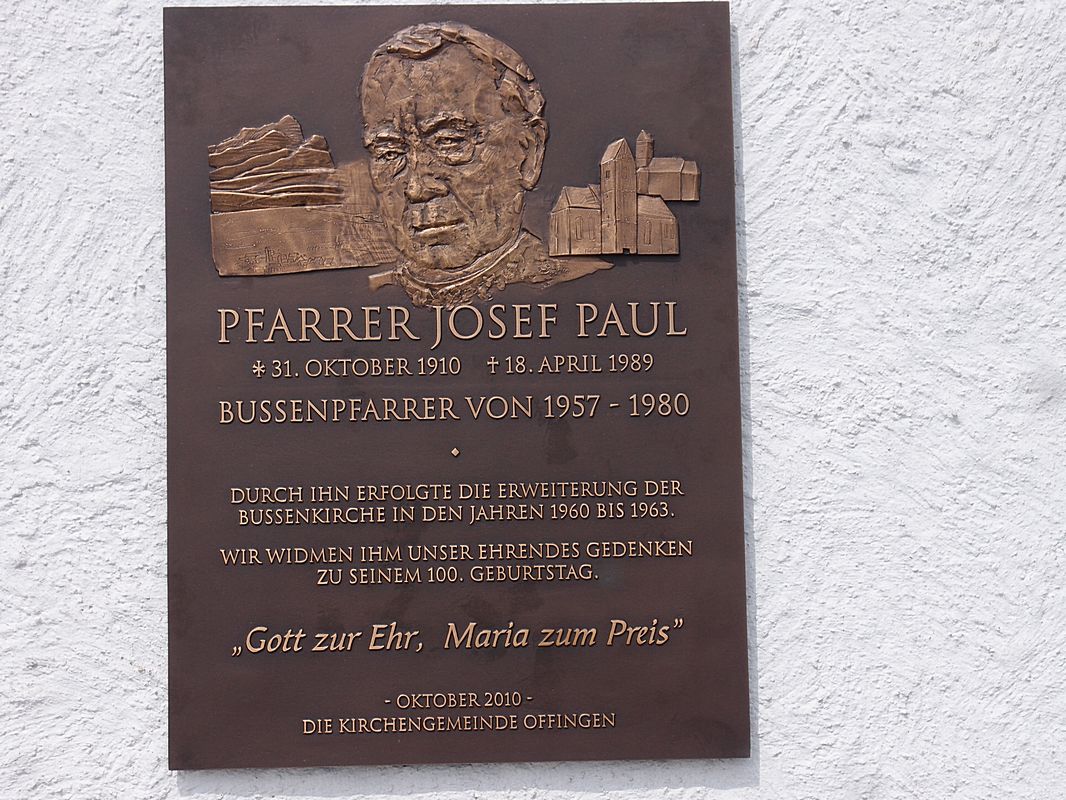 PFARRER JOSEF PAUL
* 31. OKTOBER 1910 † 18. APRIL 1989
BUSSENPFARRER VON 1957 - 1980
DURCH IHN ERFOLGTE DIE ERWEITERUNG DER
BUSSENKIRCHE IN DEN JAHREN 1960 BIS 1963.
WIR WIDMEN IHM UNSER EHRENDES GEDENKEN
ZU SEINEM 100. GEBURTSTAG.
„Gott zur Ehr, Maria zum Preis”
- OKTOBER 2010 -
DIE KIRCHENGEMEINDE OFFINGEN